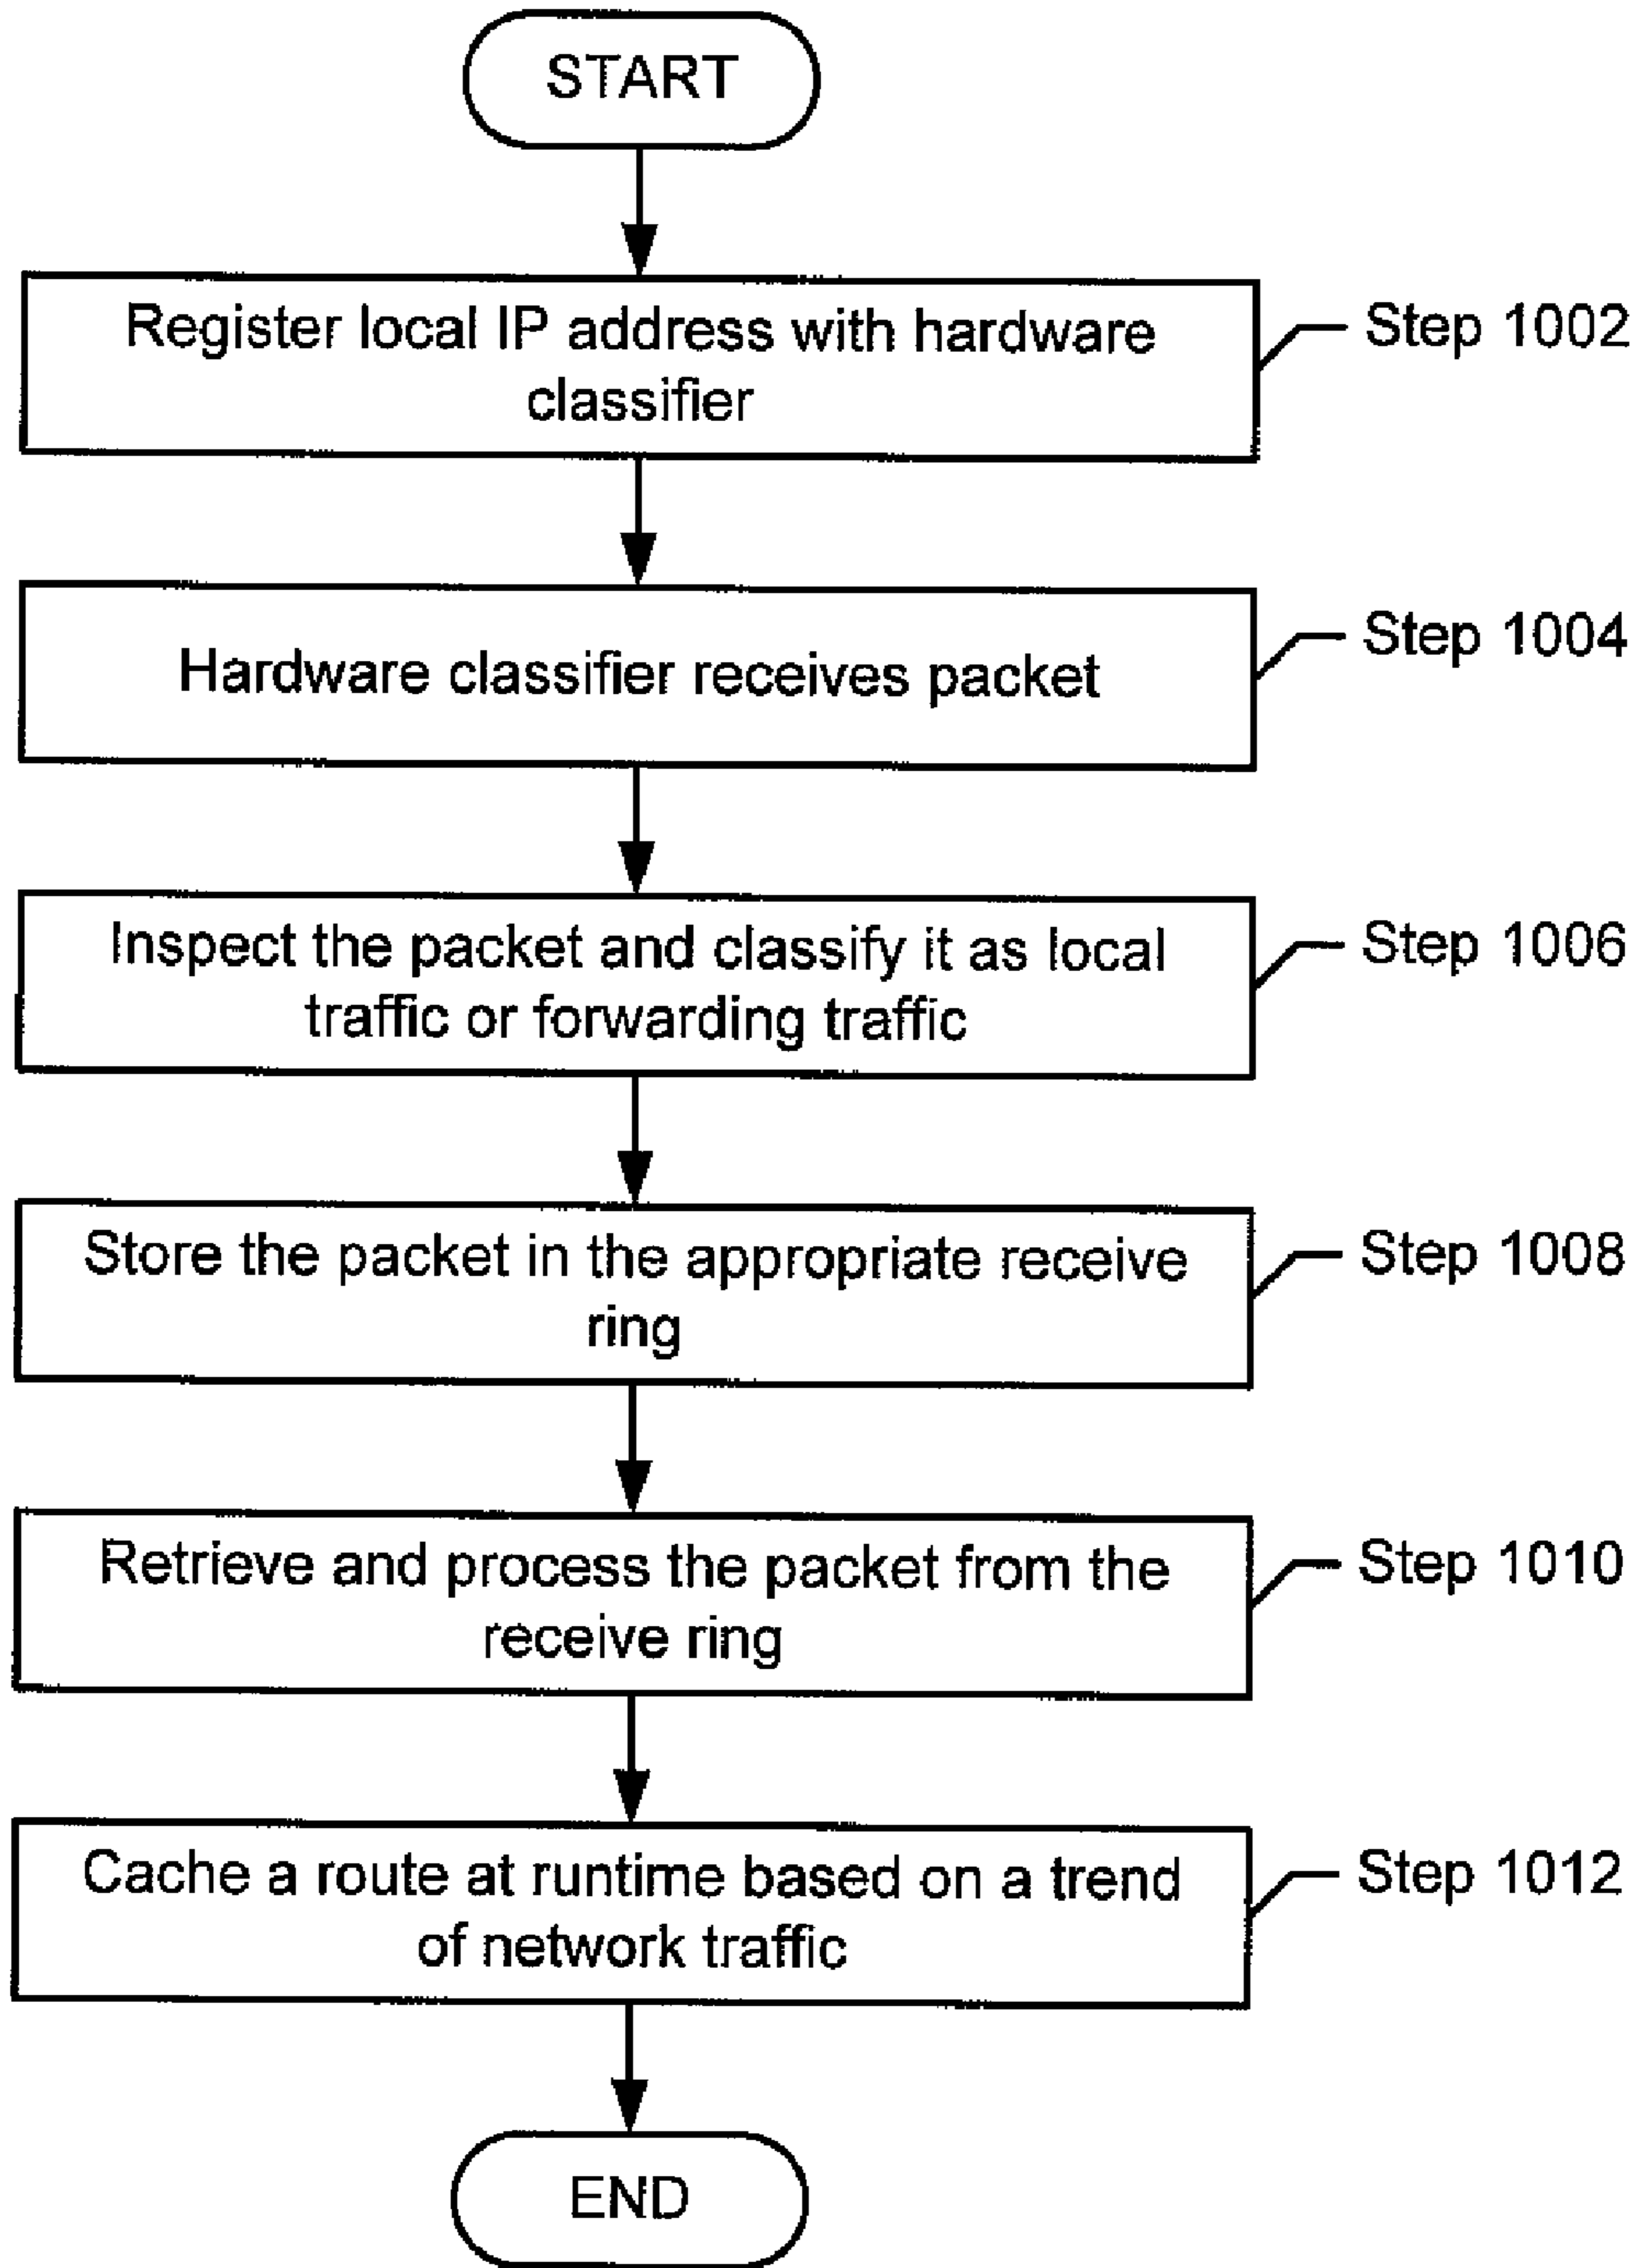 START
Register local IP address with hardware
classifier
Step 1002
Hardware classifier receives packet
Step 1004
Inspect the packet and classify it as local
traffic or forwarding traffic
Step 1006
Store the packet in the appropriate receive
ring
Step 1008
Retrieve and process the packet from the
receive ring
Step 1010
Cache a route at runtime based on a trend
of network traffic
Step 1012
END